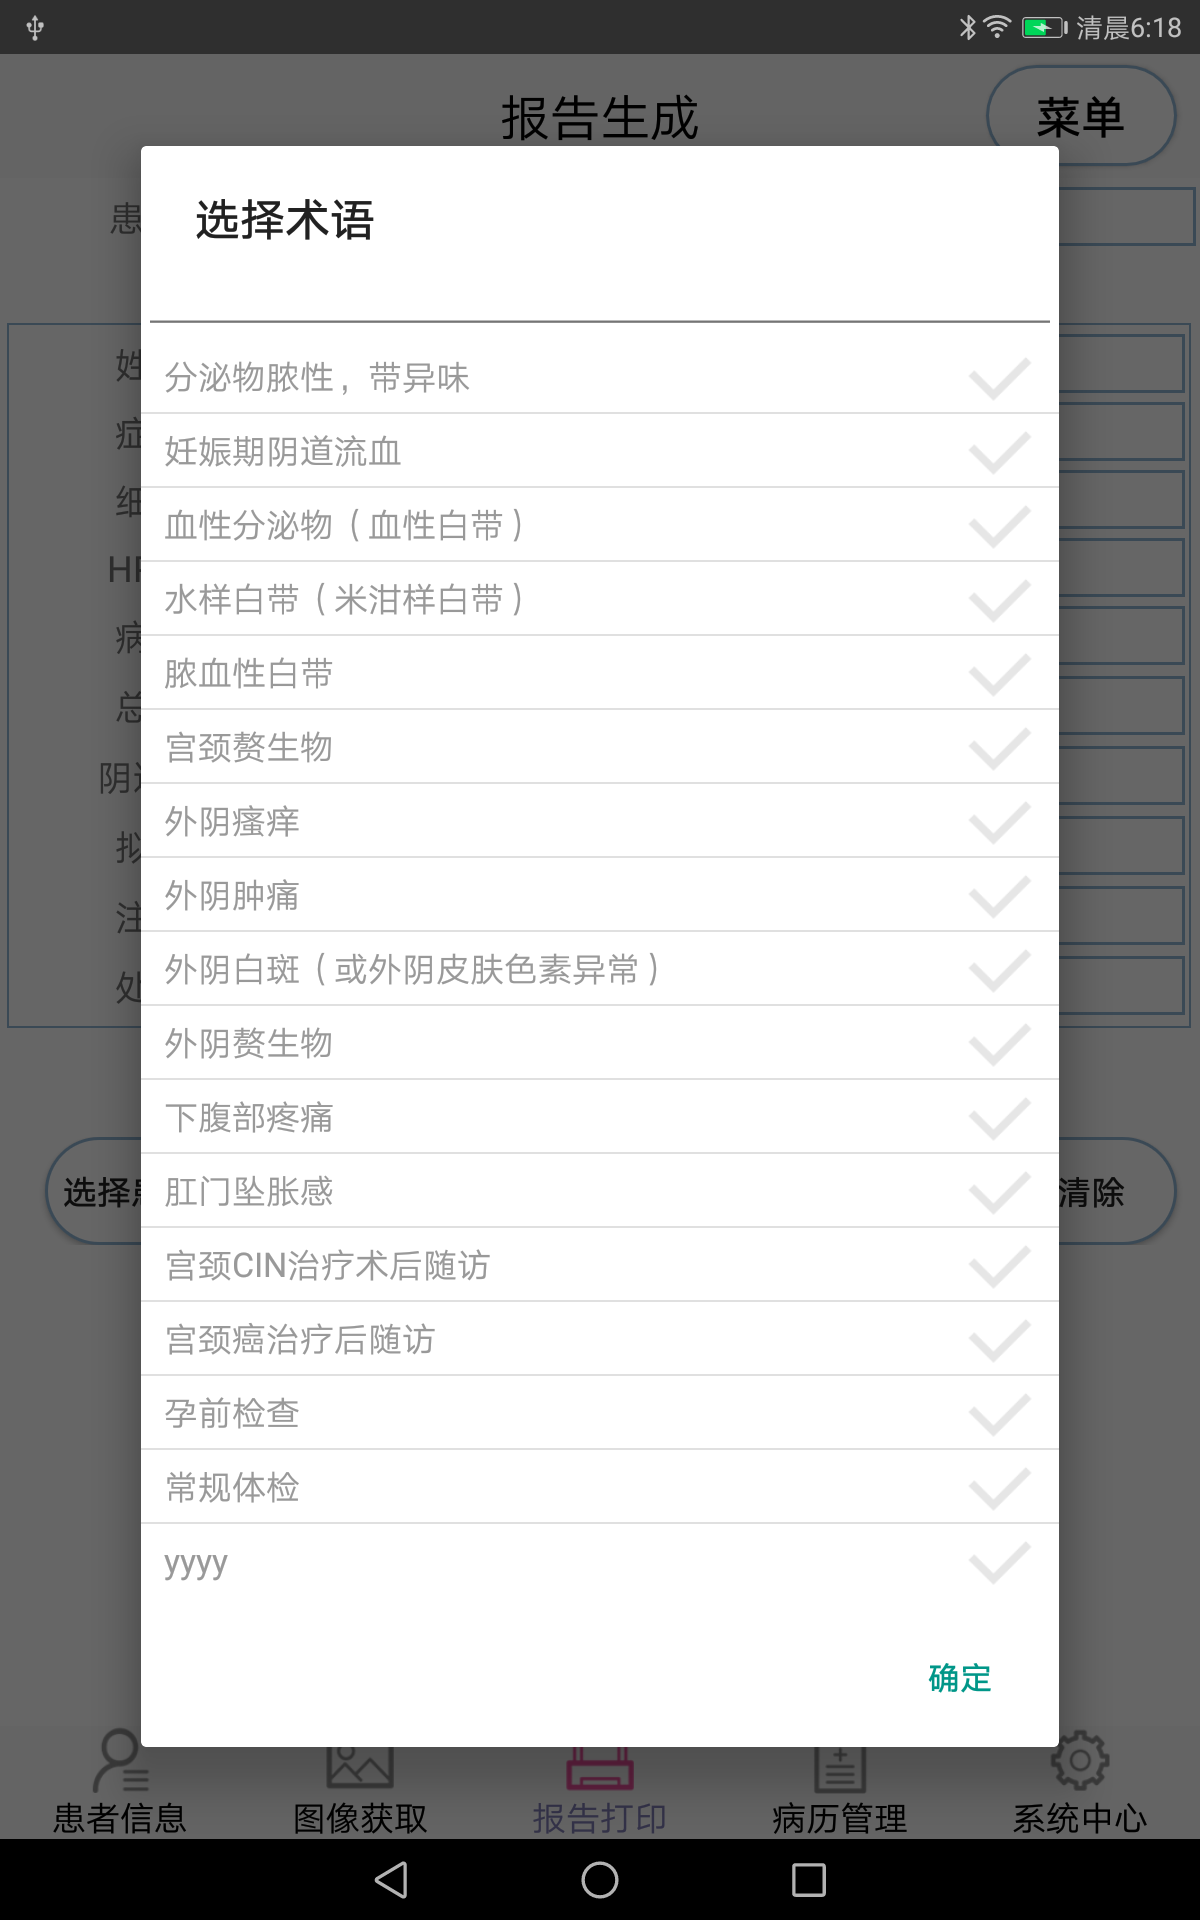 清晨6:18
报告生成
菜单
选择术语
患
分泌物脓性，带异味
妊娠期阴道流血
血性分泌物（血性白带）
水样白带（米泔样白带）
脓血性白带
宫颈赘生物
外阴瘙痒
外阴肿痛
外阴白斑（或外阴皮肤色素异常）
外阴赘生物
下腹部疼痛
肛门坠胀感
宫颈CIN治疗术后随访
宫颈癌治疗后随访
孕前检查
常规体检
yyyy
确定
姓
症
细
病
总
阴
拟
注
处
选择
清除
患者信息
图像获取
报告打印
病历管理
系统中心